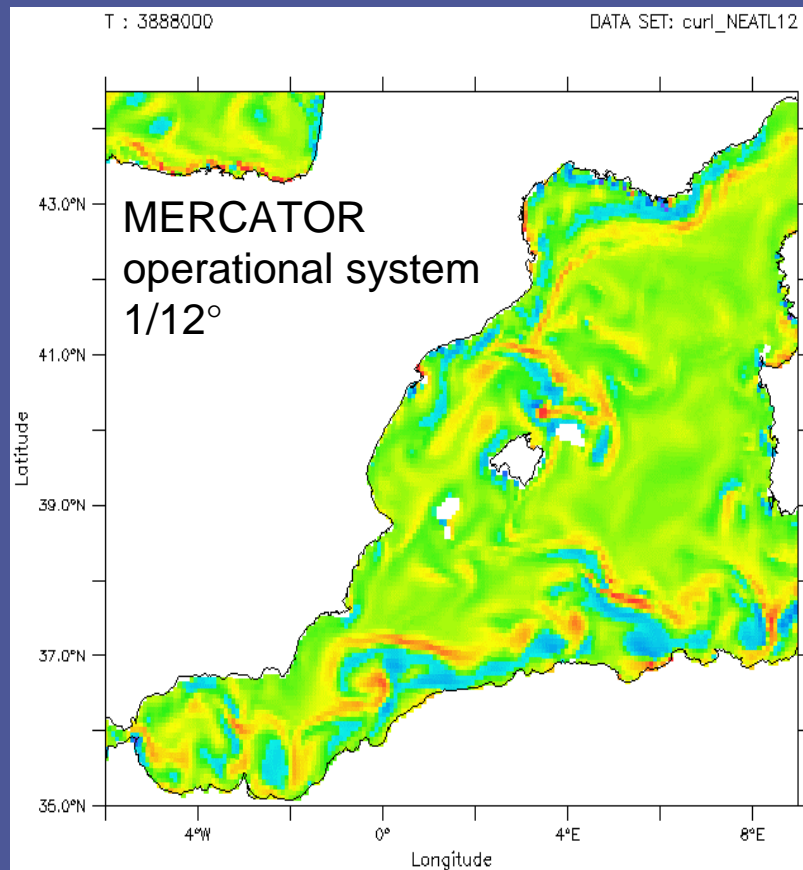 T : 3888000
DATA SET: curl_NEATL12
MERCATOR
operational system
1/12°
43.0°N
41.0°N
39.0°N
37.0°N
35.0°N
Latitude
4°W
0°
4°E
8°E
Longitude